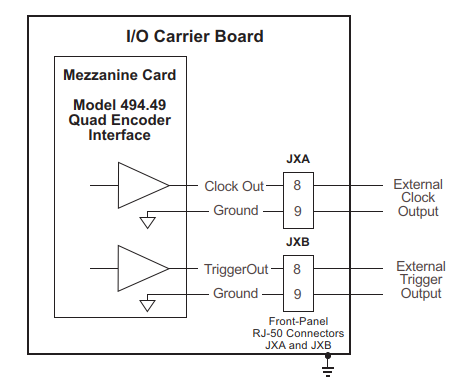 I/O Carrier Board
Mezzanine Card
Model 494.49
Quad Encoder
Interface
JXA
Clock Out
8
External
Clock
Output
Ground
9
JXB
TriggerOut
8
External
Trigger
Output
Ground
9
Front-Panel
RJ-50 Connectors
JXA and JXB